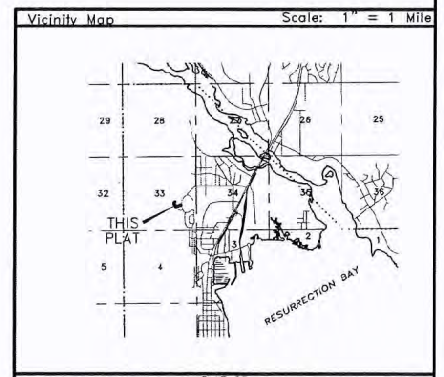 Vicinity Map Scale: 1" = 1 Mile
29 28 26 25
32 33 34 36
THIS
PLAT
5 4 3 2 1
RESURRECTION BAY